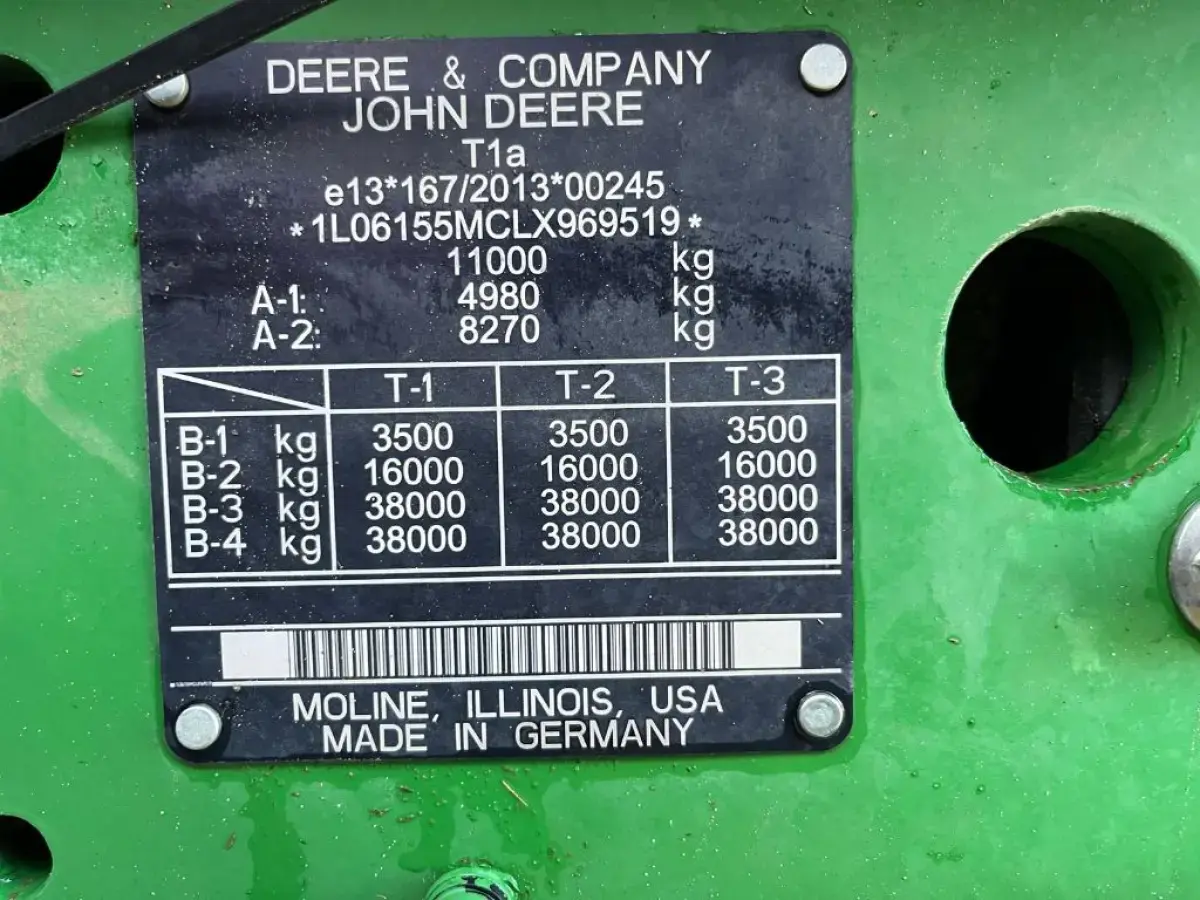 DEERE & COMPANY
JOHN DEERE
T1a
e13*167/2013*00245
*1L06155MCLX969519*
11000 kg
A-1: 4980 kg
A-2: 8270 kg
T-1 T-2 T-3
B-1 kg 3500 3500 3500
B-2 kg 16000 16000 16000
B-3 kg 38000 38000 38000
B-4 kg 38000 38000 38000
MOLINE, ILLINOIS, USA
MADE IN GERMANY